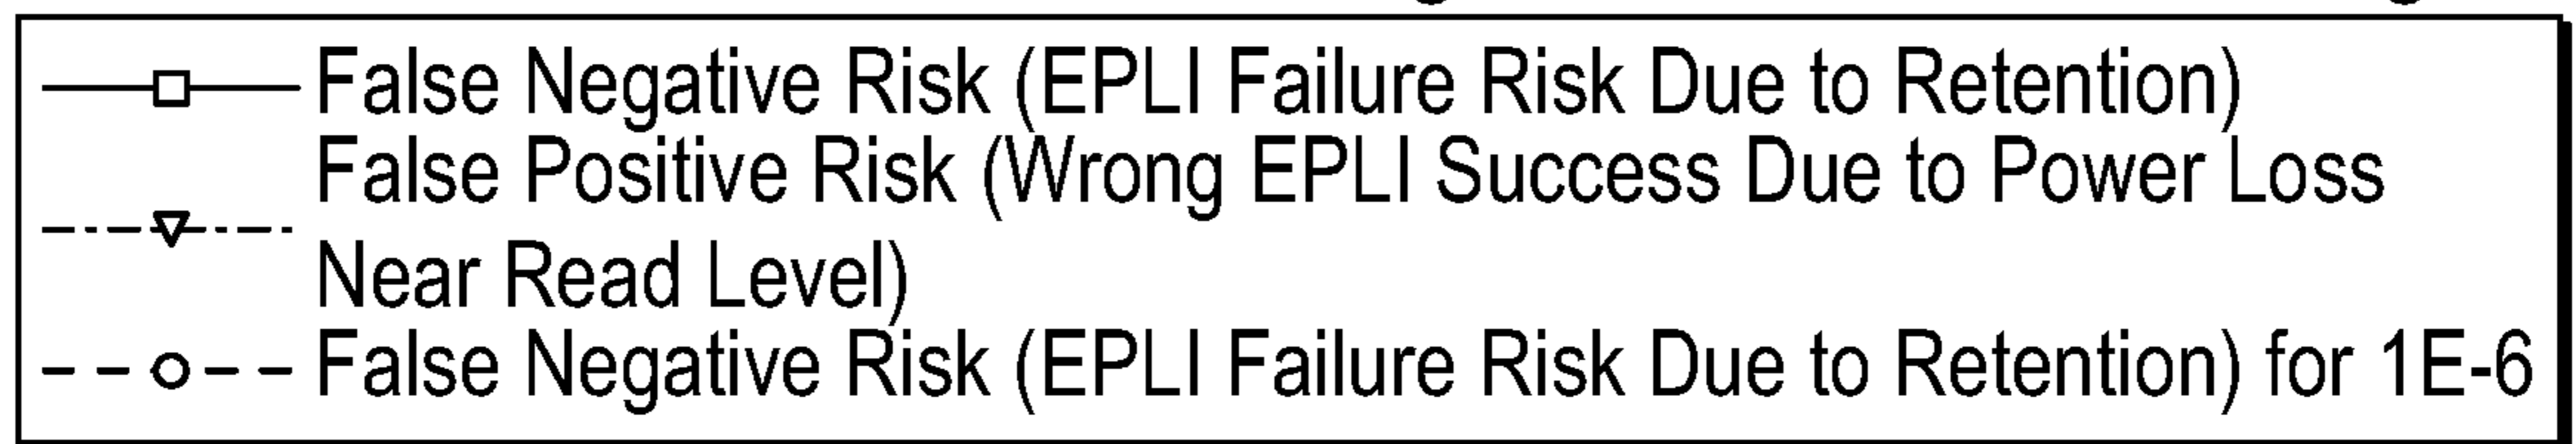 False Negative Risk (EPLI Failure Risk Due to Retention)
False Positive Risk (Wrong EPLI Success Due to Power Loss
Near Read Level)
False Negative Risk (EPLI Failure Risk Due to Retention) for 1E-6